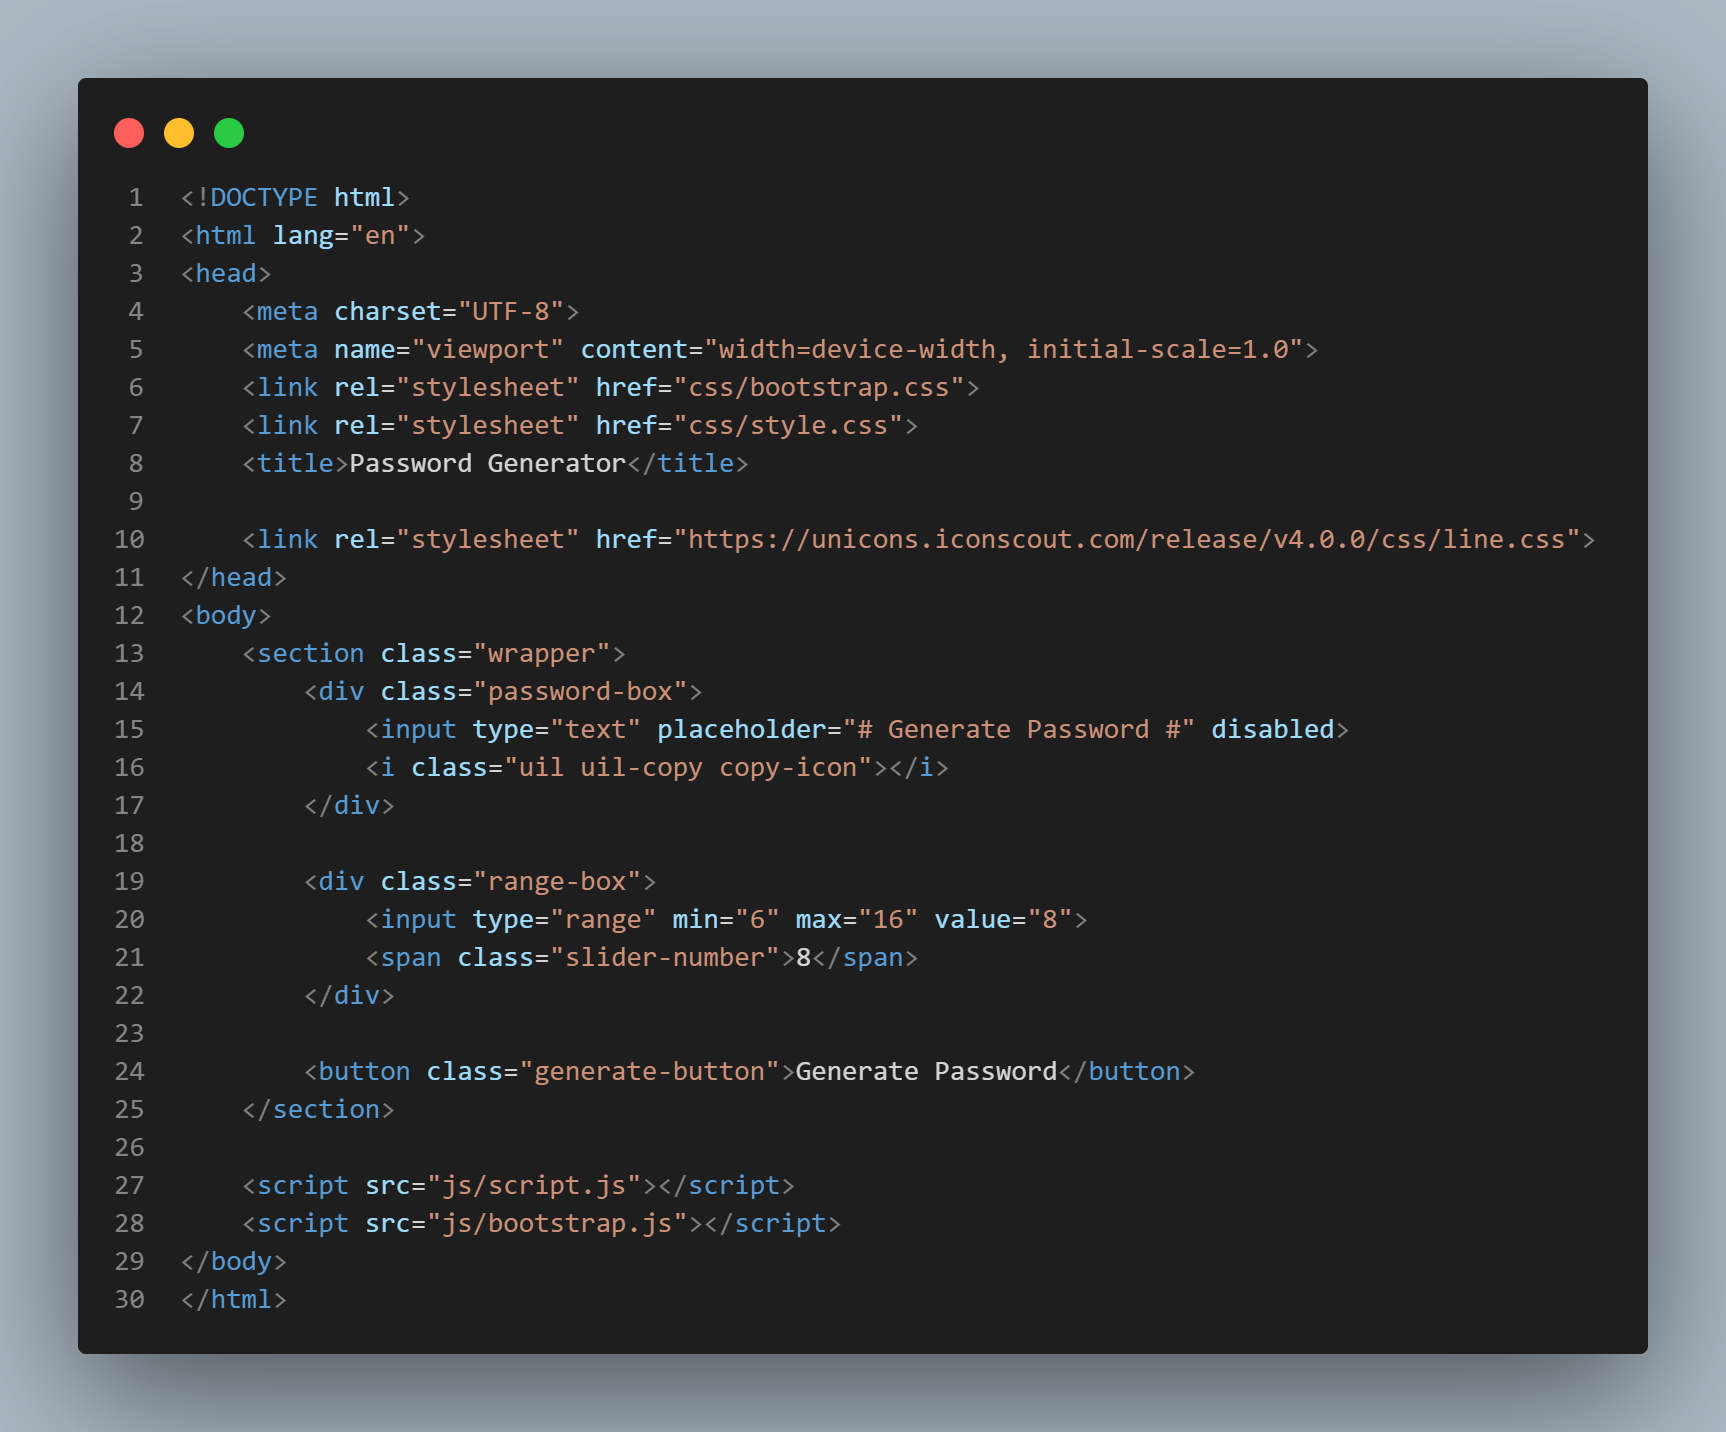 1 <!DOCTYPE html>
2 <html lang="en">
3 <head>
4     <meta charset="UTF-8">
5     <meta name="viewport" content="width=device-width, initial-scale=1.0">
6     <link rel="stylesheet" href="css/bootstrap.css">
7     <link rel="stylesheet" href="css/style.css">
8     <title>Password Generator</title>
9
10     <link rel="stylesheet" href="https://unicons.iconscout.com/release/v4.0.0/css/line.css">
11 </head>
12 <body>
13     <section class="wrapper">
14         <div class="password-box">
15             <input type="text" placeholder="# Generate Password #" disabled>
16             <i class="uil uil-copy copy-icon"></i>
17         </div>
18
19         <div class="range-box">
20             <input type="range" min="6" max="16" value="8">
21             <span class="slider-number">8</span>
22         </div>
23
24         <button class="generate-button">Generate Password</button>
25     </section>
26
27     <script src="js/script.js"></script>
28     <script src="js/bootstrap.js"></script>
29 </body>
30 </html>